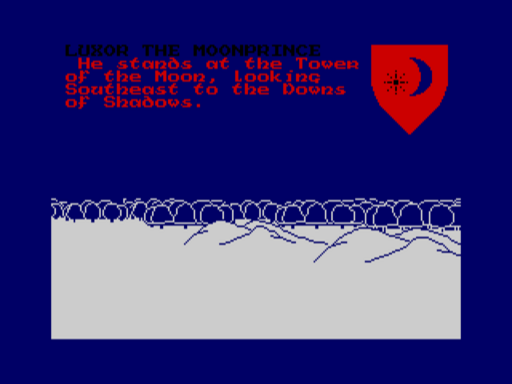 LUXOR THE MOONPRINCE
He stands at the Tower
of the Moon, looking
Southeast to the Downs
of Shadows.